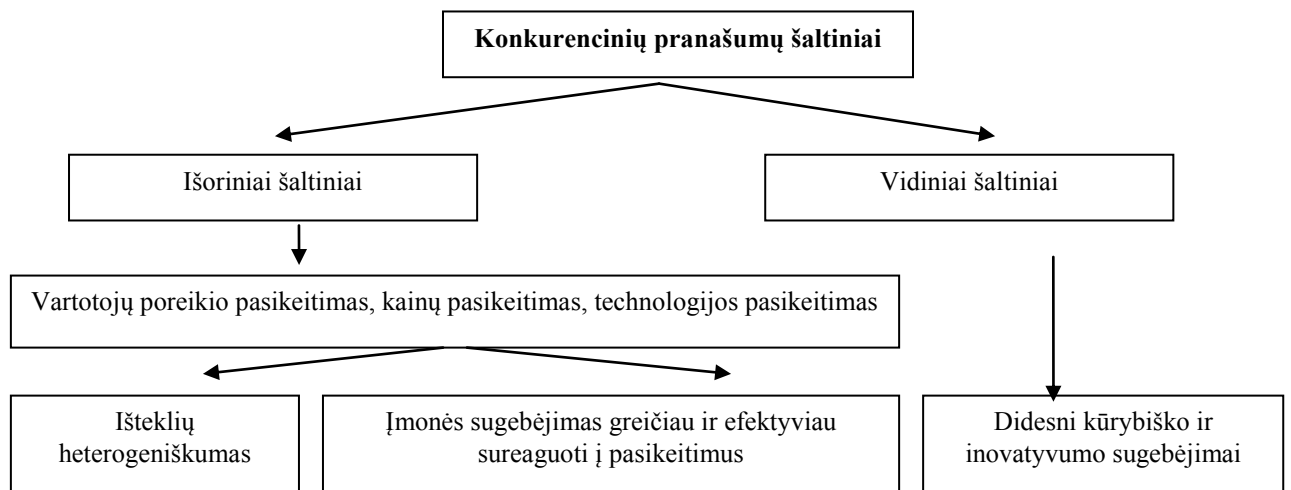 Konkurencinių pranašumų šaltiniai
Išoriniai šaltiniai
Vidiniai šaltiniai
Vartotojų poreikio pasikeitimas, kainų pasikeitimas, technologijos pasikeitimas
Išteklių
heterogeniškumas
Įmonės sugebėjimas greičiau ir efektyviau
sureaguoti į pasikeitimus
Didesni kūrybiško ir
inovatyvumo sugebėjimai